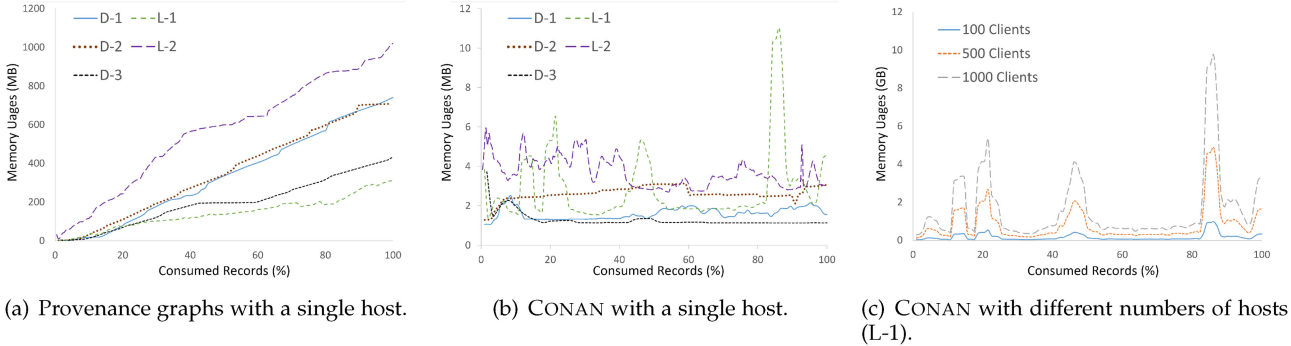 1200
1000
800
600
400
200
0
Memory Uages (MB)
D-1
L-1
D-2
L-2
D-3
0
20
40
60
80
100
Consumed Records (%)
(a) Provenance graphs with a single host.
12
10
8
6
4
2
0
Memory Uages (MB)
D-1
L-1
D-2
L-2
D-3
0
20
40
60
80
100
Consumed Records (%)
(b) CONAN with a single host.
12
10
8
6
4
2
0
Memory Uages (GB)
100 Clients
500 Clients
1000 Clients
0
20
40
60
80
100
Consumed Records (%)
(c) CONAN with different numbers of hosts
(L-1).